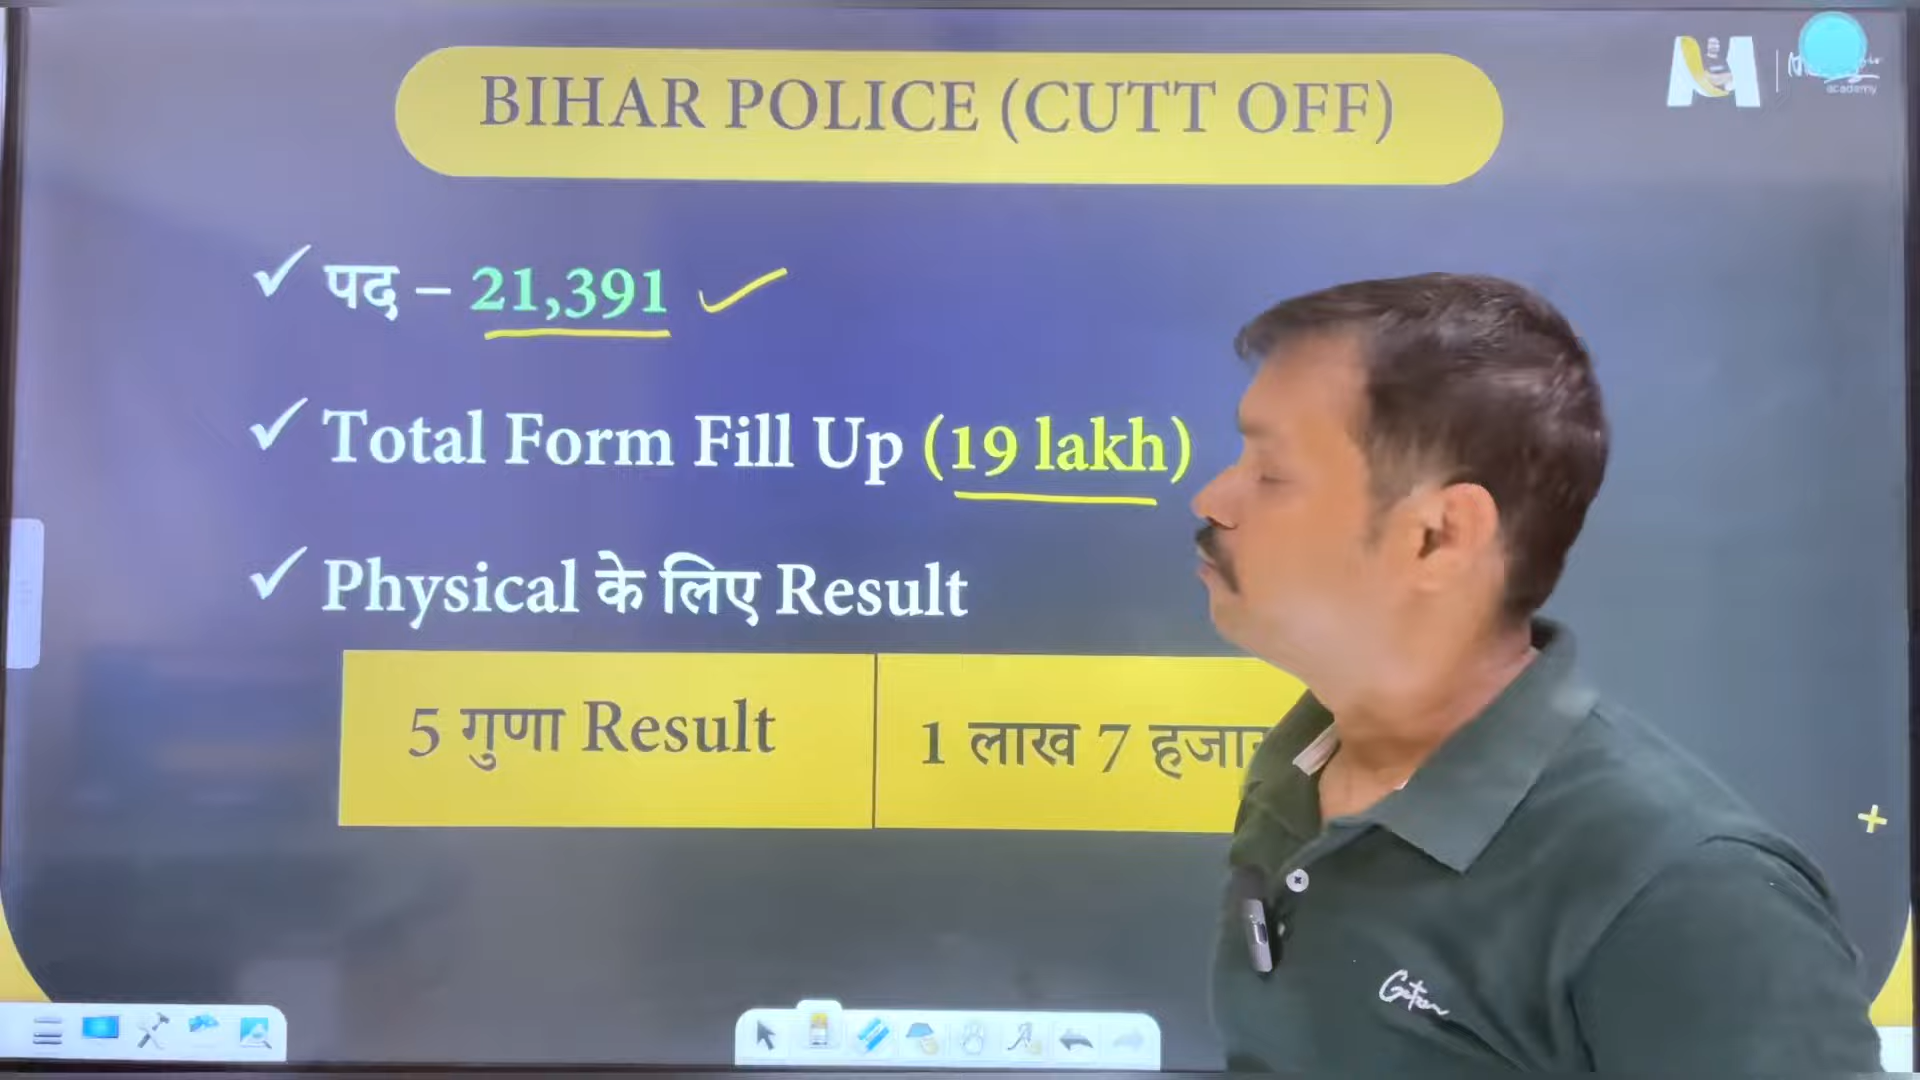 BIHAR POLICE (CUTT OFF)
academy
✓ पद – 21,391
✓ Total Form Fill Up (19 lakh)
✓ Physical के लिए Result
5 गुणा Result
1 लाख 7